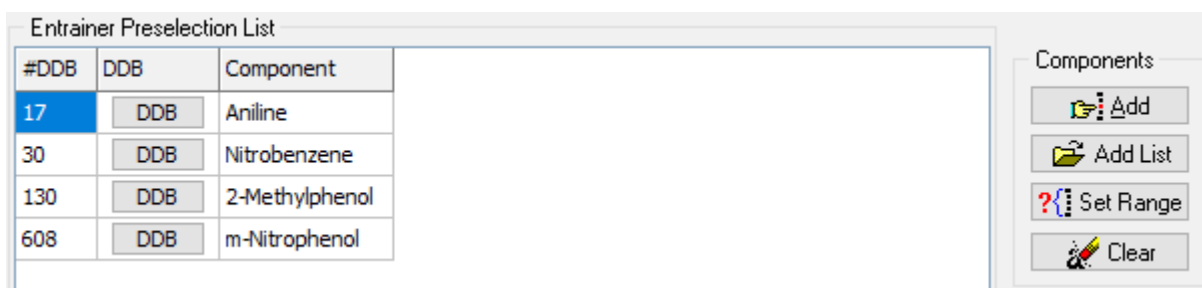 Entrainer Preselection List
#DDB DDB Component
17 DDB Aniline
30 DDB Nitrobenzene
130 DDB 2-Methylphenol
608 DDB m-Nitrophenol
Components
Add
Add List
?{ Set Range
Clear